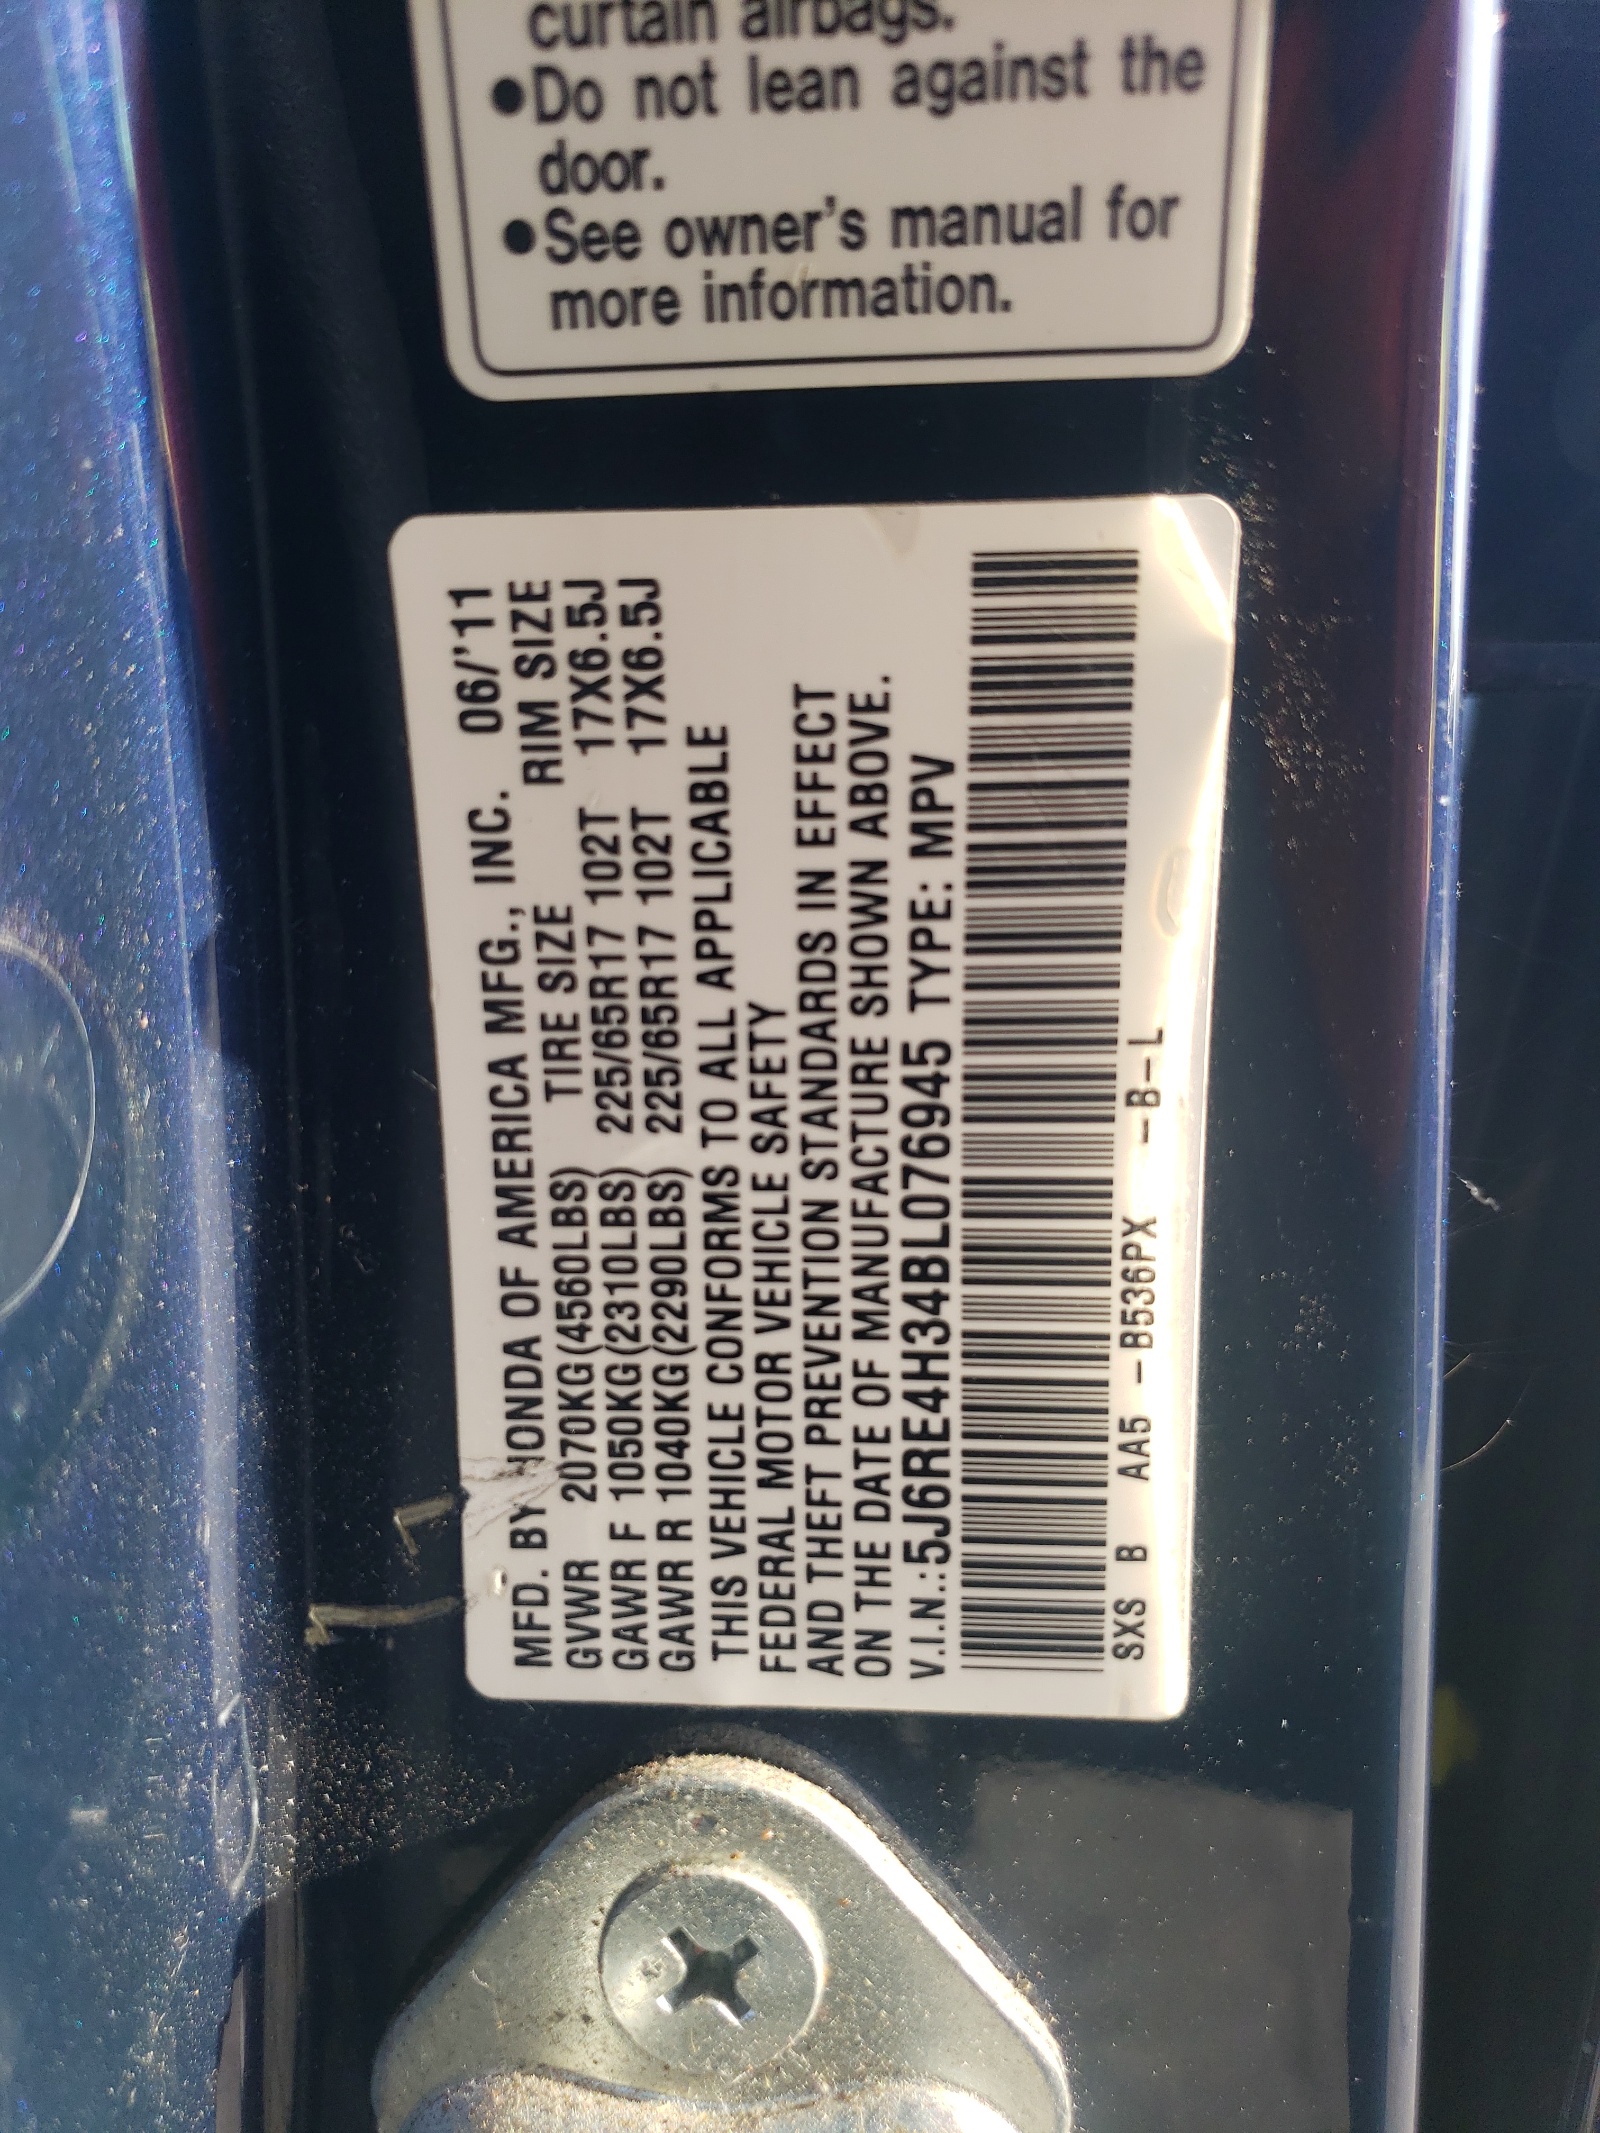 curtain airbags.
●Do not lean against the
door.
●See owner's manual for
more information.
MFD. BY HONDA OF AMERICA MFG., INC. 06/'11
TIRE SIZE RIM SIZE
GVWR 2070KG(4560LBS)
GAWR F 1050KG(2310LBS) 225/65R17 102T 17X6.5J
GAWR R 1040KG(2290LBS) 225/65R17 102T 17X6.5J
THIS VEHICLE CONFORMS TO ALL APPLICABLE
FEDERAL MOTOR VEHICLE SAFETY
AND THEFT PREVENTION STANDARDS IN EFFECT
ON THE DATE OF MANUFACTURE SHOWN ABOVE.
V.I.N.:5J6RE4H34BL076945 TYPE: MPV
SXS B AA5 -B536PX -B-L